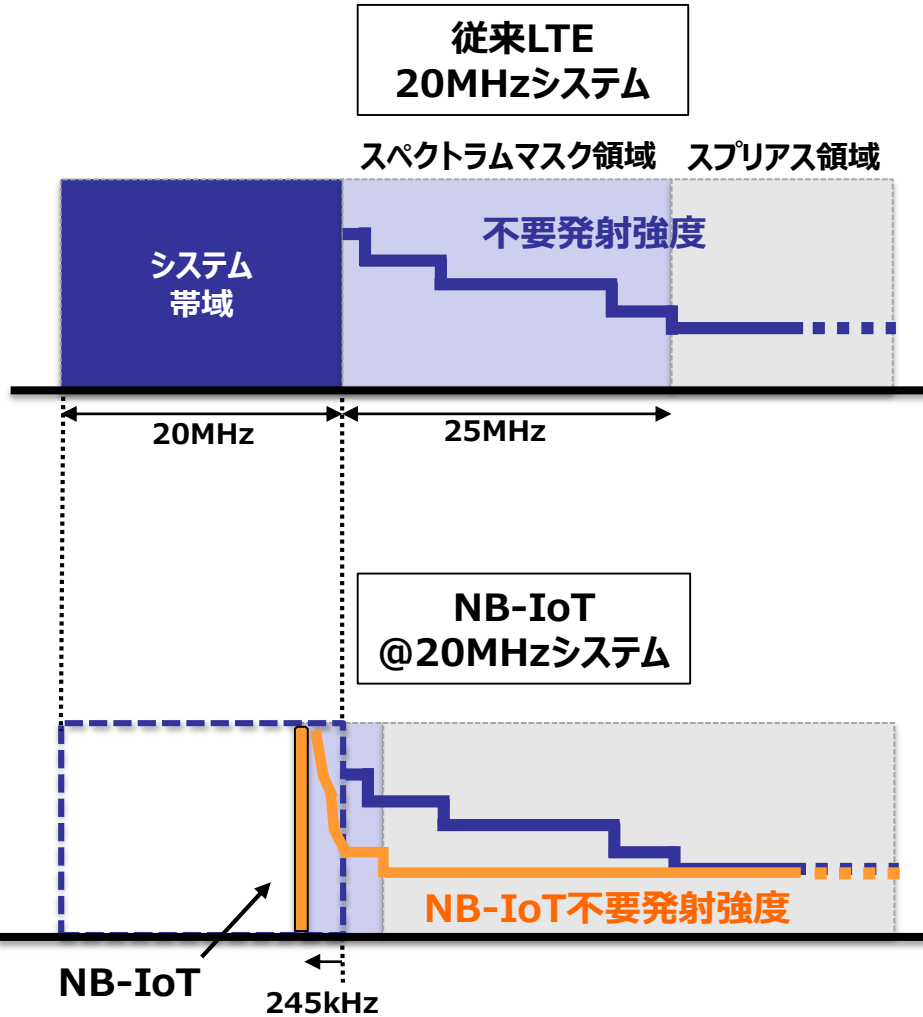 従来LTE
20MHzシステム
スペクトラムマスク領域 スプリアス領域
不要発射強度
システム
帯域
20MHz
25MHz
NB-IoT
@20MHzシステム
NB-IoT不要発射強度
NB-IoT
245kHz